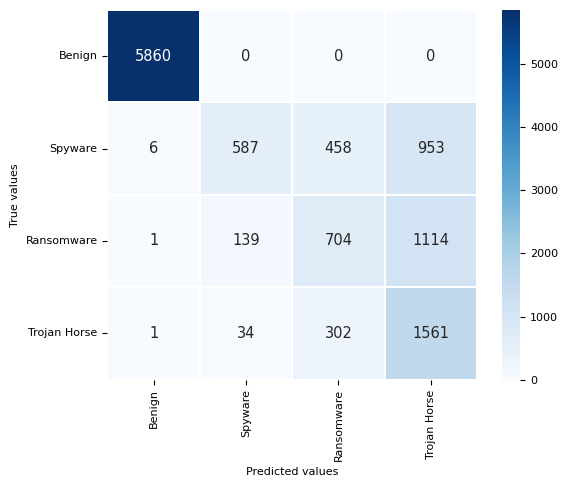 Benign 5860 0 0 0
5000
Spyware 6 587 458 953
4000
3000
True values
Ransomware 1 139 704 1114
2000
Trojan Horse 1 34 302 1561
1000
0
Benign Spyware Ransomware Trojan Horse
Predicted values